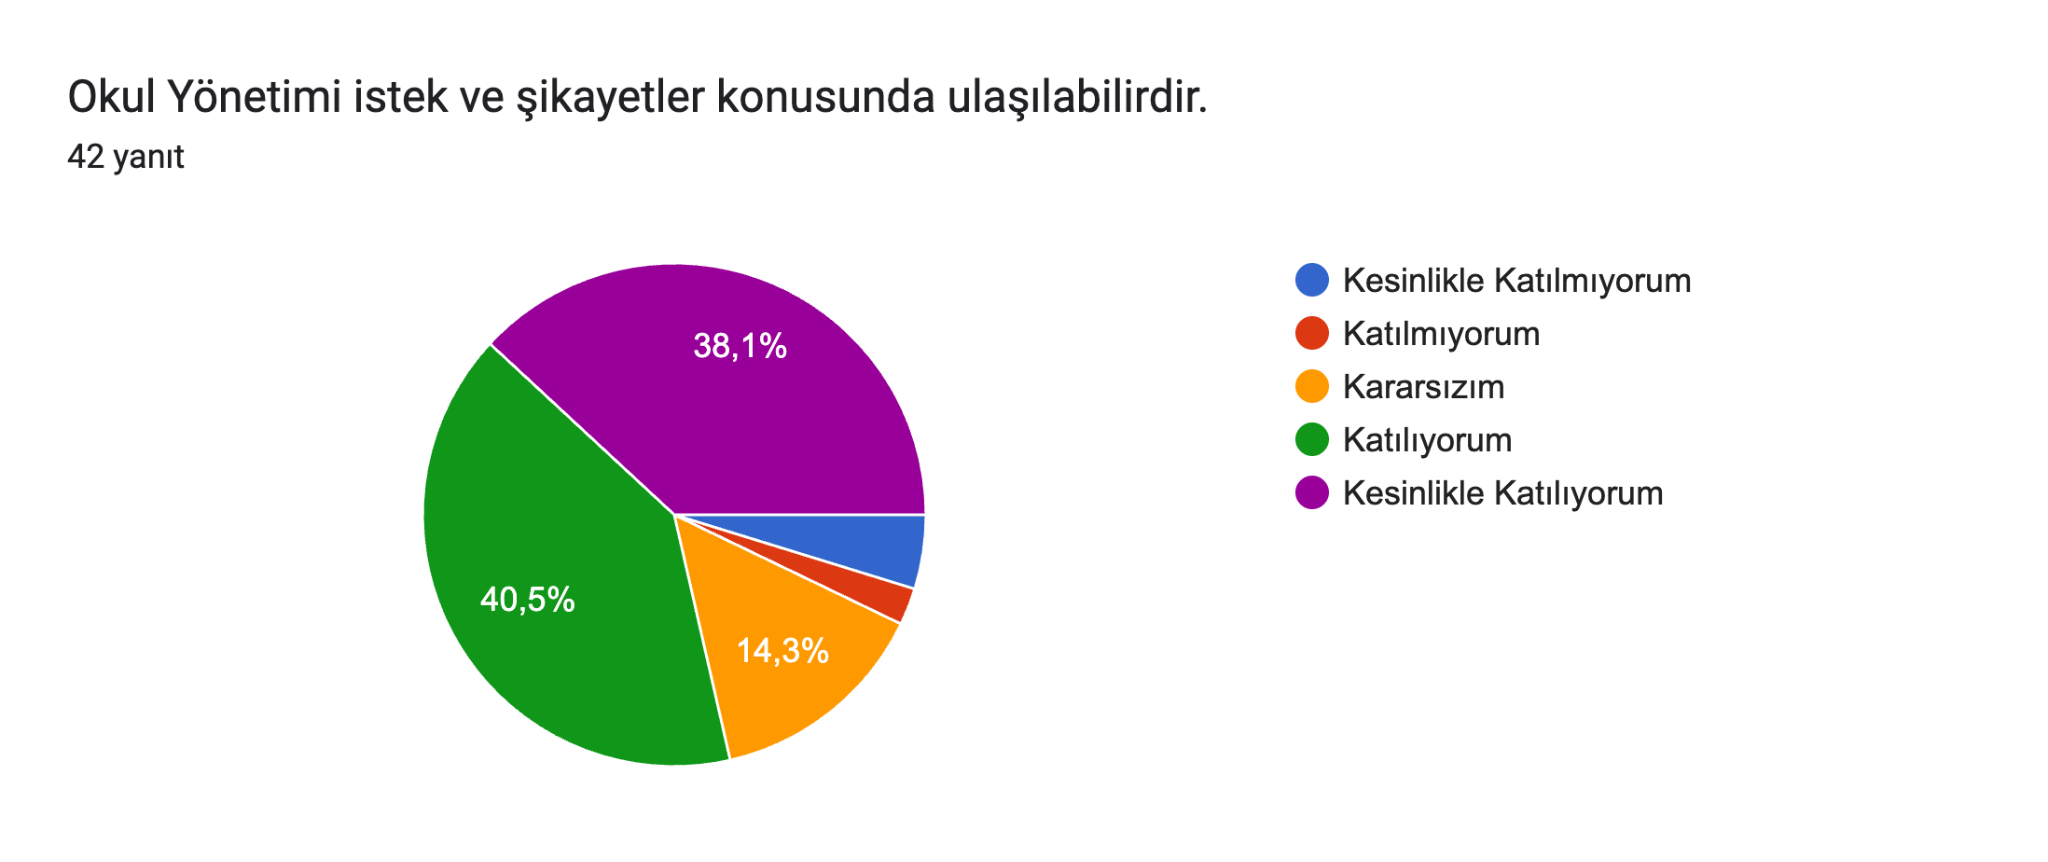 Okul Yönetimi istek ve şikayetler konusunda ulaşılabilirdir.
42 yanıt
38,1%
40,5%
14,3%
Kesinlikle Katılmıyorum
Katılmıyorum
Kararsızım
Katılıyorum
Kesinlikle Katılıyorum